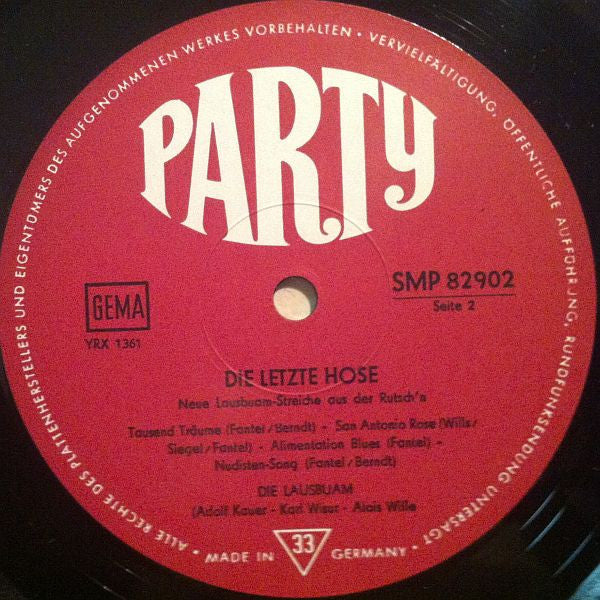 • ALLE RECHTE DES PLATTENHERSTELLERS UND EIGENTÜMERS DES AUFGENOMMENEN WERKES VORBEHALTEN • VERVIELFÄLTIGUNG, ÖFFENTLICHE AUFFÜHRUNG, RUNDFUNKSENDUNG UNTERSAGT •
PARTY
GEMA
YRX 1361
SMP 82902
Seite 2
DIE LETZTE HOSE
Neue Lausbuam-Streiche aus der Rutsch'n
Tausend Träume (Fantel/Berndt) - San Antonio Rose (Wills/
Siegel/Fantel) - Alimentation Blues (Fantel) -
Nudisten-Song (Fantel/Berndt)
DIE LAUSBUAM
(Adolf Kauer - Karl Wiser - Alois Wille
MADE IN 33 GERMANY